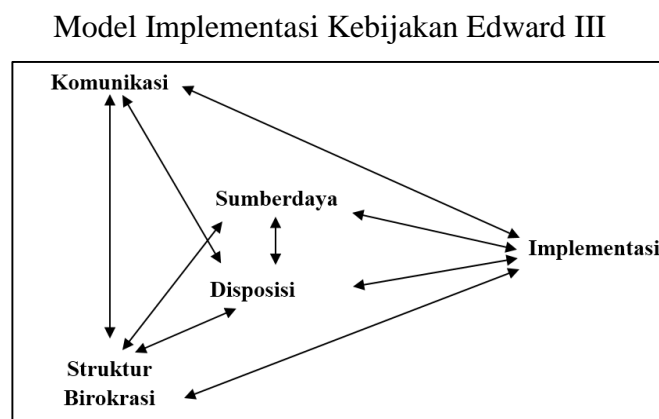 Model Implementasi Kebijakan Edward III
Komunikasi
Sumberdaya
Implementasi
Disposisi
Struktur
Birokrasi